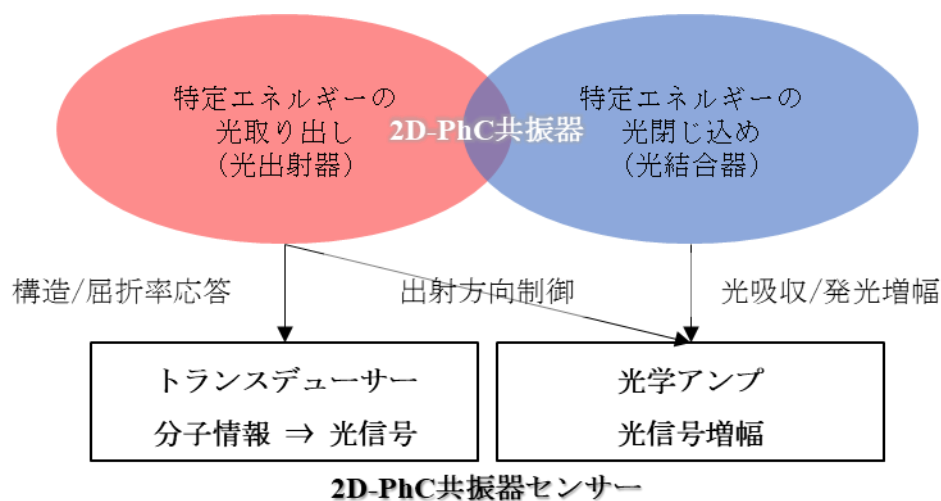 特定エネルギーの
光取り出し
（光出射器）
2D-PhC共振器
特定エネルギーの
光閉じ込め
（光結合器）
構造/屈折率応答
出射方向制御
光吸収/発光増幅
トランスデューサー
分子情報 ⇒ 光信号
光学アンプ
光信号増幅
2D-PhC共振器センサー